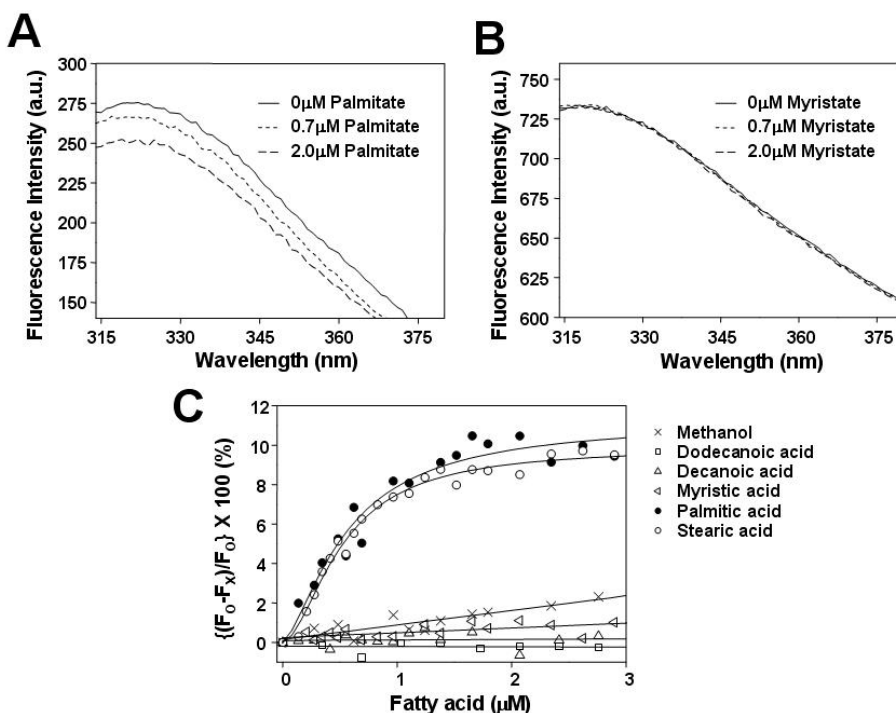 A
Fluorescence Intensity (a.u.)
300
275
250
225
200
175
150
0μM Palmitate
0.7μM Palmitate
2.0μM Palmitate
315 330 345 360 375
Wavelength (nm)
B
Fluorescence Intensity (a.u.)
750
725
700
675
650
625
600
0μM Myristate
0.7μM Myristate
2.0μM Myristate
315 330 345 360 375
Wavelength (nm)
C
{(FO-FX)/FO} X 100 (%)
12
10
8
6
4
2
0
0 1 2 3
Fatty acid (μM)
Methanol
Dodecanoic acid
Decanoic acid
Myristic acid
Palmitic acid
Stearic acid